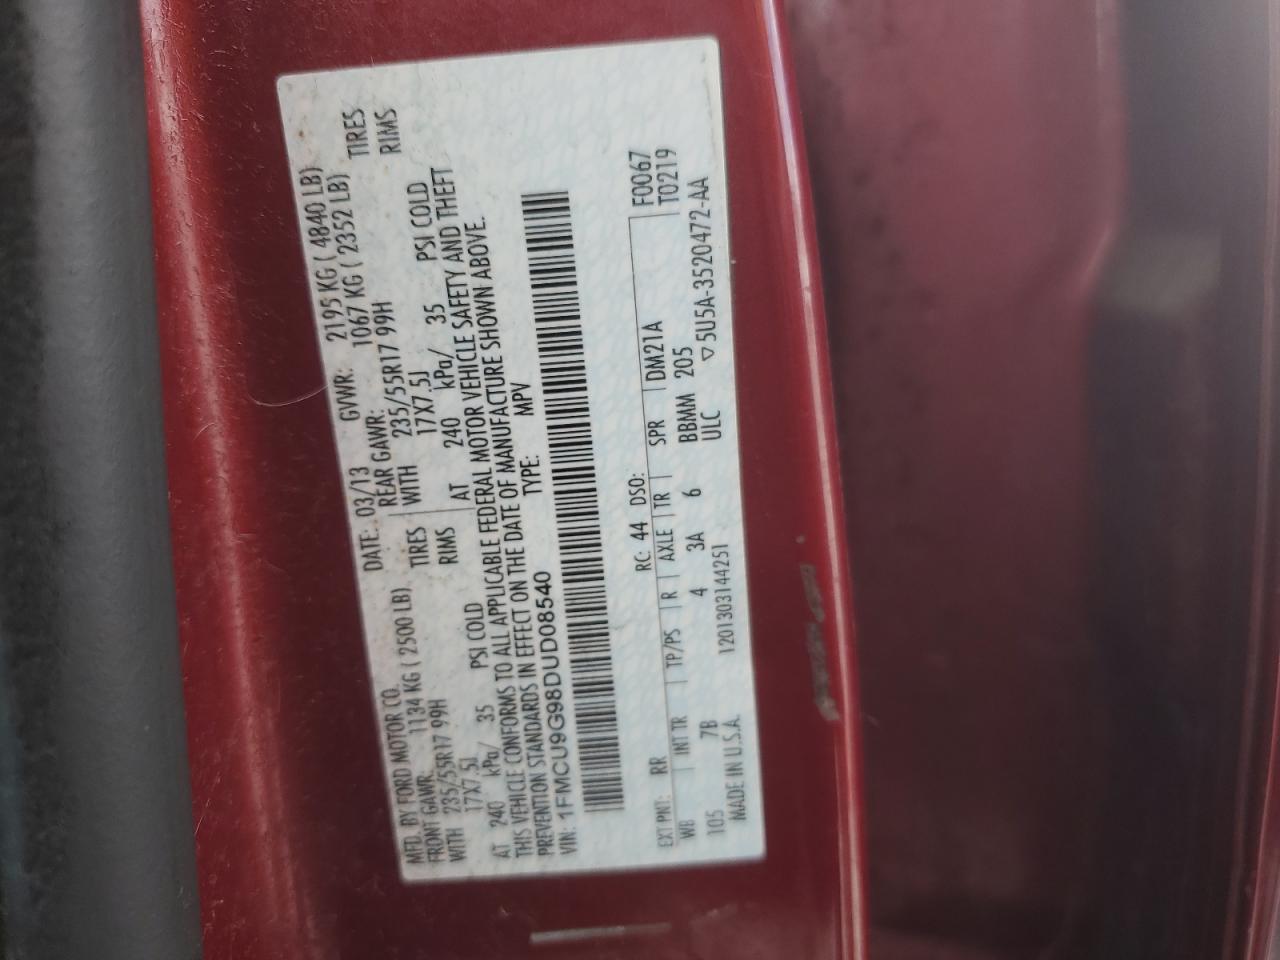 MFD. BY FORD MOTOR CO. DATE: 03/13 GVWR: 2195 KG ( 4840 LB)
FRONT GAWR: 1134 KG ( 2500 LB) REAR GAWR: 1067 KG ( 2352 LB)
WITH 235/55R17 99H TIRES WITH 235/55R17 99H TIRES
17X7.5J RIMS 17X7.5J RIMS
AT 240 kPa/ 35 PSI COLD AT 240 kPa/ 35 PSI COLD
THIS VEHICLE CONFORMS TO ALL APPLICABLE FEDERAL MOTOR VEHICLE SAFETY AND THEFT
PREVENTION STANDARDS IN EFFECT ON THE DATE OF MANUFACTURE SHOWN ABOVE.
VIN: 1FMCU9G98DUD08540 TYPE: MPV
EXT PNT: RR RC: 44 DSO: F0067
WB INT TR TP/PS R AXLE TR SPR DM21A T0219
105 7B 4 3A 6 BBMM 205
MADE IN U.S.A. 1201303144251 ULC ▽5U5A-3520472-AA